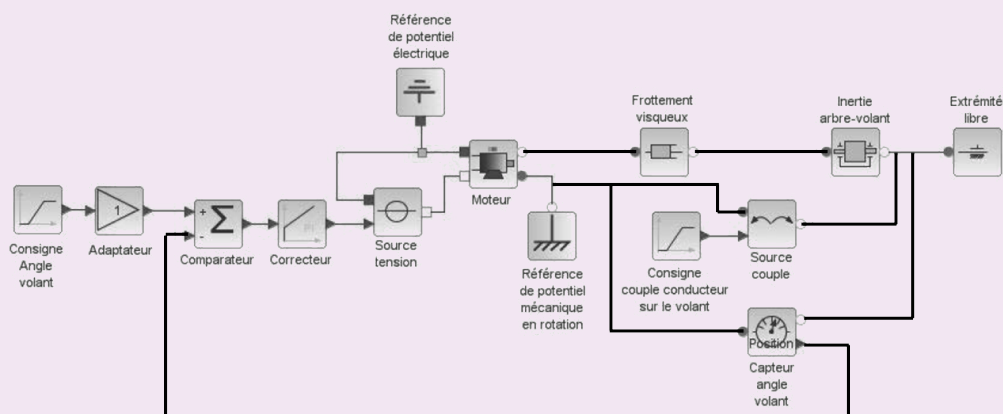 Référence
de potentiel
électrique
Frottement
visqueux
Inertie
arbre-volant
Extrémité
libre
Moteur
1
+
-
Σ
PI
Consigne
Angle
volant
Adaptateur
Comparateur
Correcteur
Source
tension
Référence
de potentiel
mécanique
en rotation
Consigne
couple conducteur
sur le volant
Source
couple
Position
Capteur
angle
volant